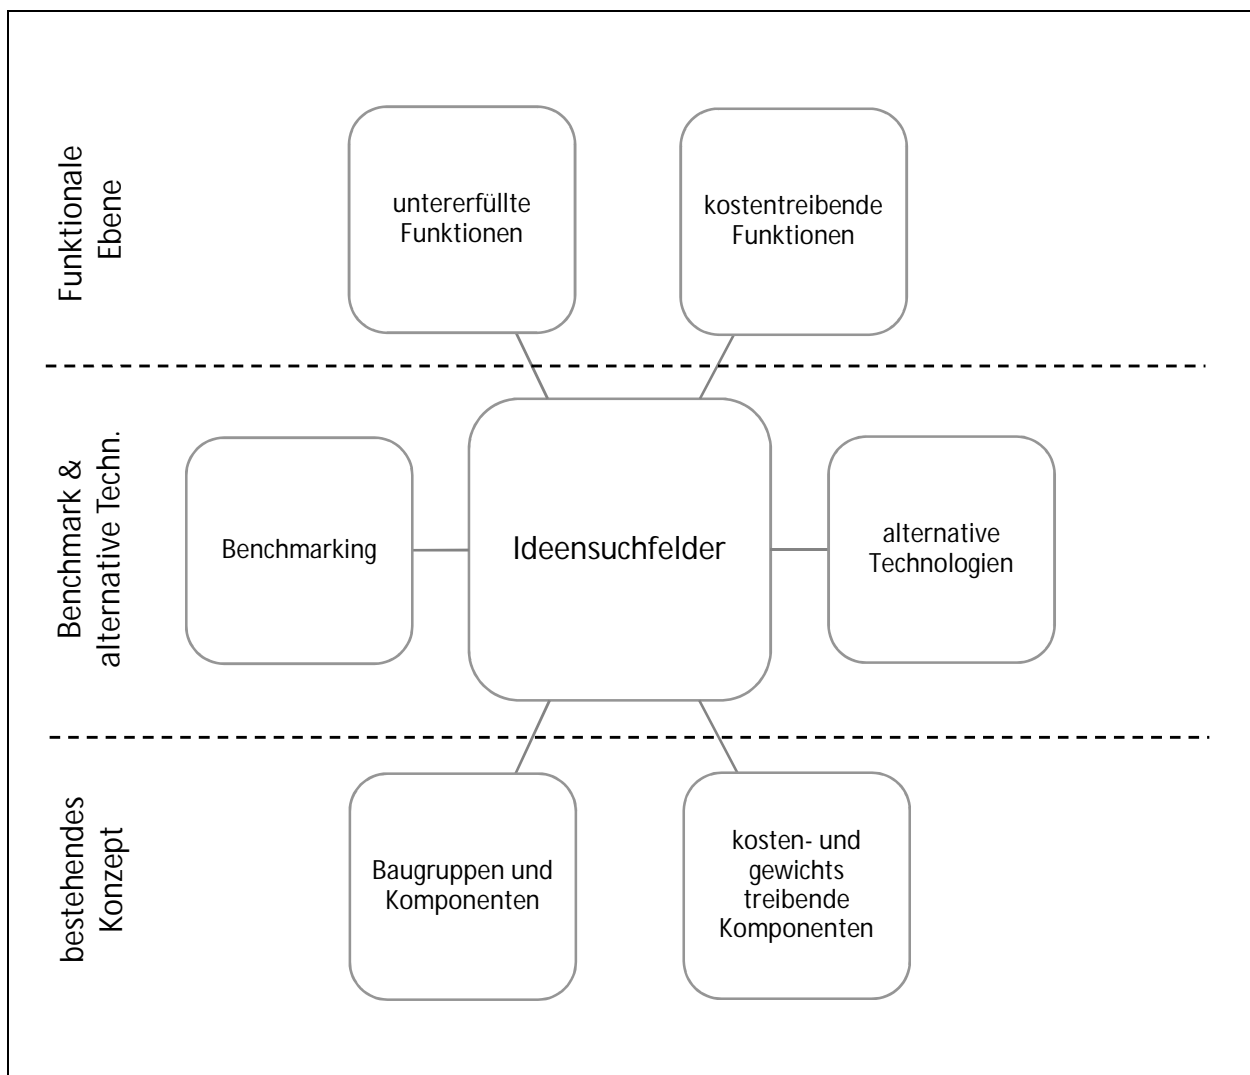 Funktionale
Ebene
untererfüllte
Funktionen
kostentreibende
Funktionen
Benchmark &
alternative Techn.
Benchmarking
Ideensuchfelder
alternative
Technologien
bestehendes
Konzept
Baugruppen und
Komponenten
kosten- und
gewichts
treibende
Komponenten